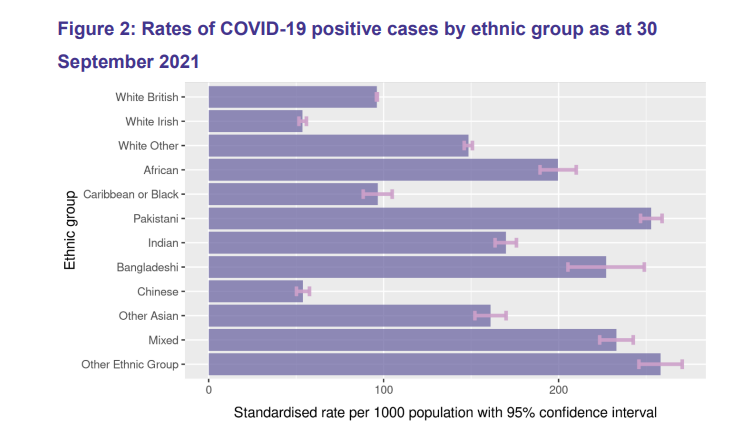 Figure 2: Rates of COVID-19 positive cases by ethnic group as at 30
September 2021
Ethnic group
White British
White Irish
White Other
African
Caribbean or Black
Pakistani
Indian
Bangladeshi
Chinese
Other Asian
Mixed
Other Ethnic Group
0 100 200
Standardised rate per 1000 population with 95% confidence interval